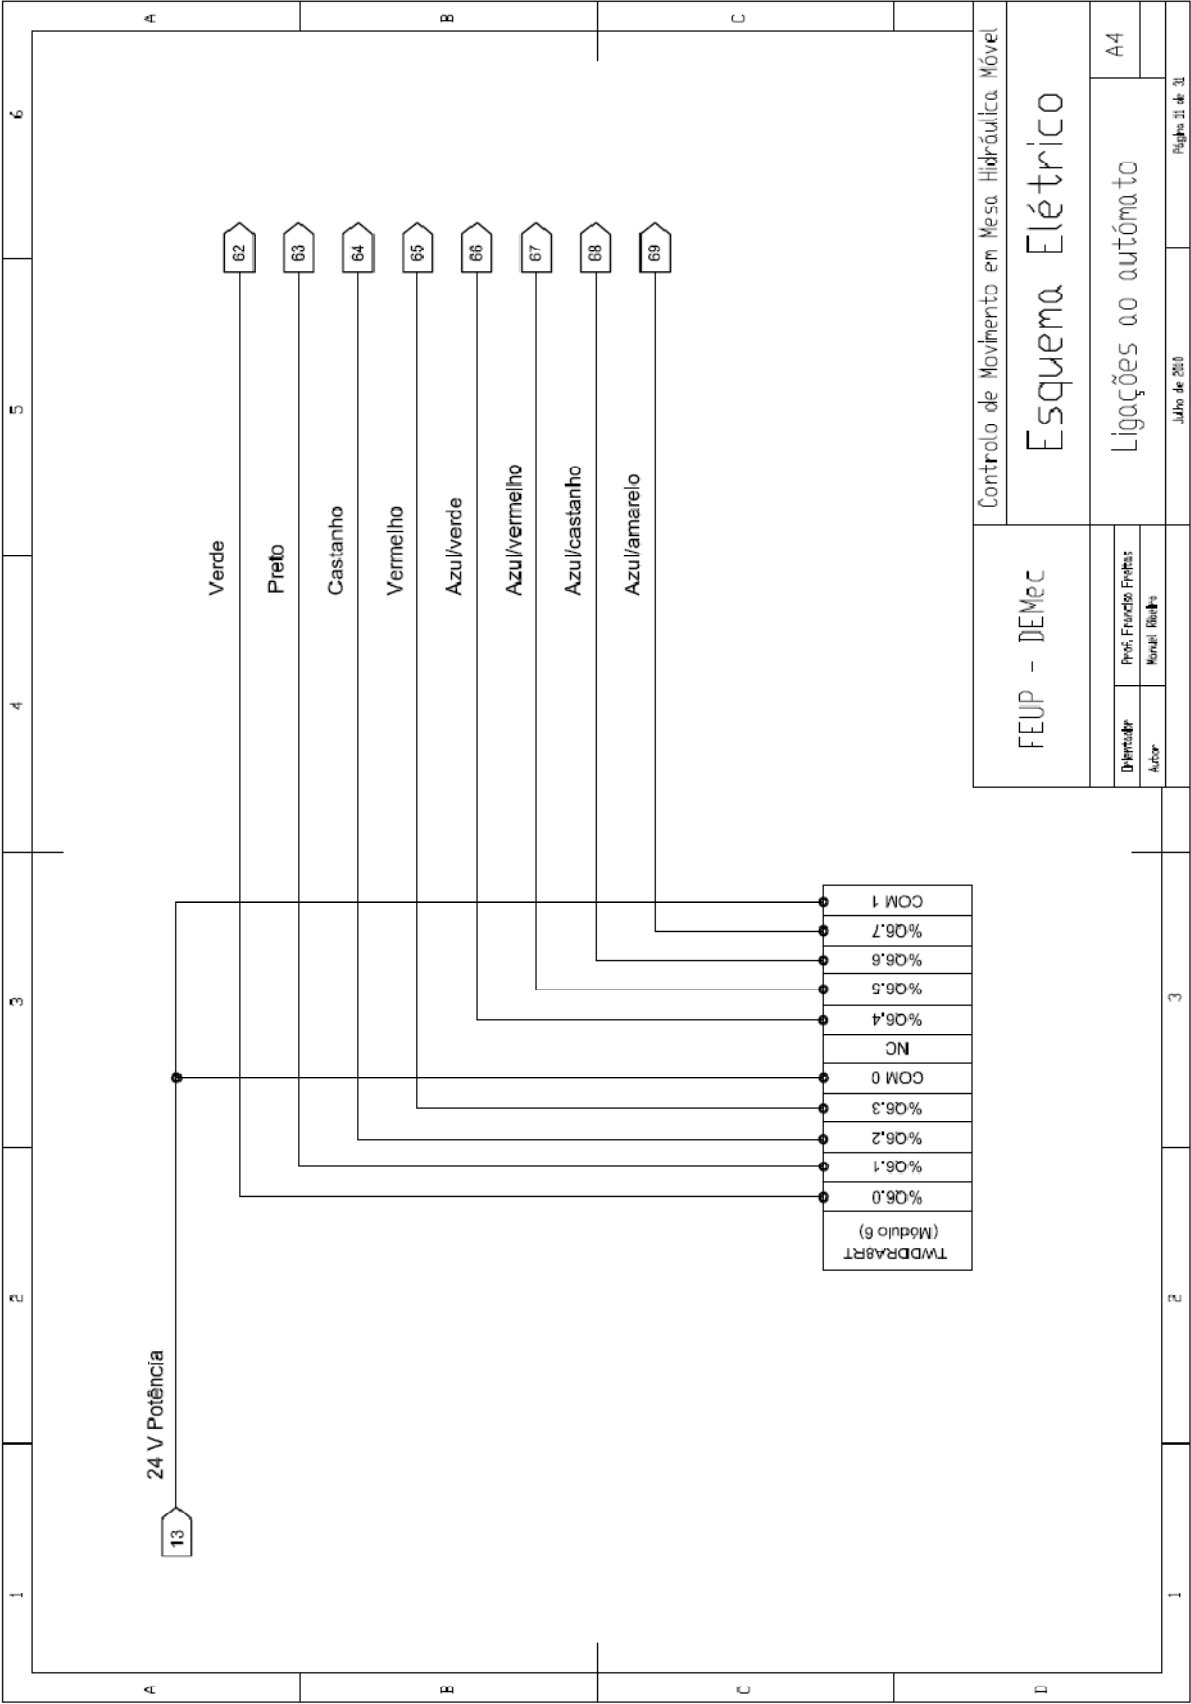 1
2
3
4
5
6
A
B
C
13
24 V Potência
Verde
62
Preto
63
Castanho
64
Vermelho
65
Azul/verde
66
Azul/vermelho
67
Azul/castanho
68
Azul/amarelo
69
TWDDRA8RT
(Módulo 6)
%Q6.0
%Q6.1
%Q6.2
%Q6.3
COM 0
NC
%Q6.4
%Q6.5
%Q6.6
%Q6.7
COM 1
A
B
C
D
1
2
3
FEUP - DEMec
Controlo de Movimento em Mesa Hidráulica Móvel
Esquema Elétrico
Orientador
Prof. Franciso Freitas
Autor
Manuel Ribeiro
Ligações ao autómato
A4
Julho de 2010
Página 11 de 31